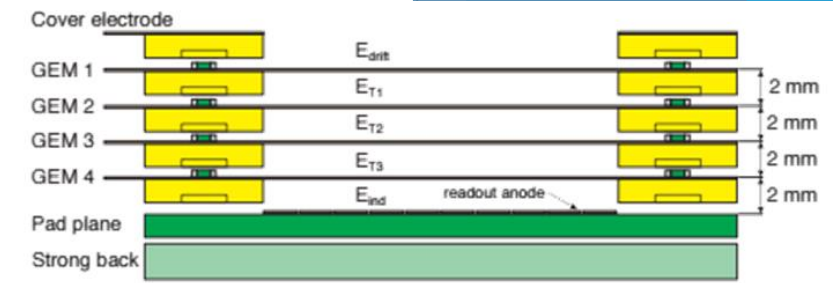 Cover electrode
E_drift
GEM 1
E_T1
2 mm
GEM 2
E_T2
2 mm
GEM 3
E_T3
2 mm
GEM 4
E_ind
readout anode
2 mm
Pad plane
Strong back